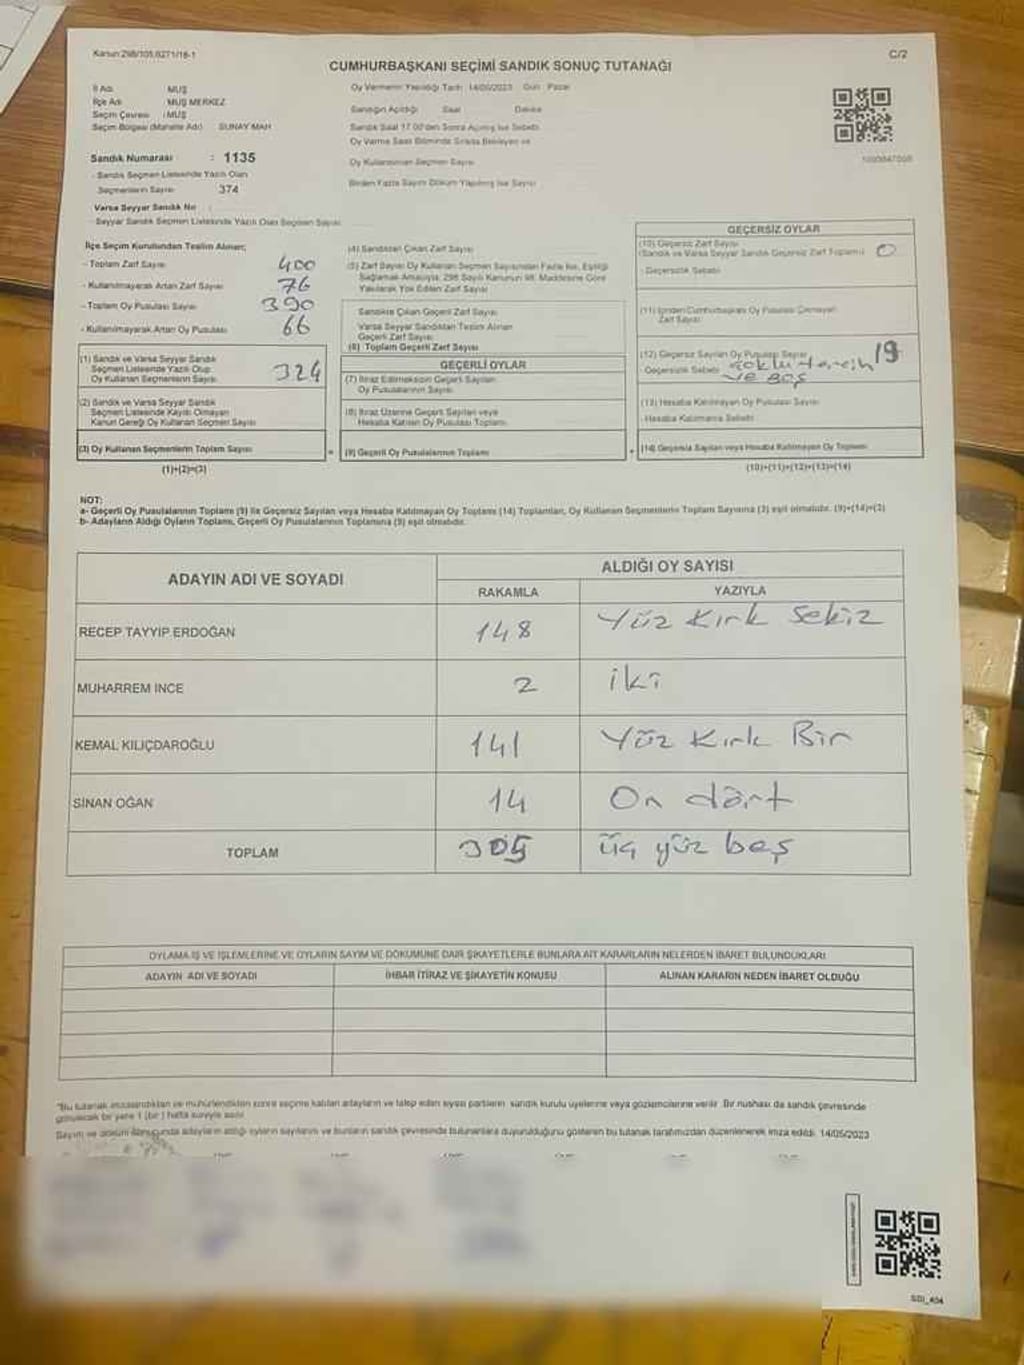 Kanun:298/105,6271/18-1
C/2
CUMHURBAŞKANI SEÇİMİ SANDIK SONUÇ TUTANAĞI
İl Adı MUŞ
İlçe Adı MUŞ MERKEZ
Seçim Çevresi : MUŞ
Seçim Bölgesi (Mahalle Adı) SUNAY MAH
Sandık Numarası : 1135
- Sandık Seçmen Listesinde Yazılı Olan
Seçmenlerin Sayısı 374
Varsa Seyyar Sandık No
- Seyyar Sandık Seçmen Listesinde Yazılı Olan Seçmen Sayısı
Oy Vermenin Yapıldığı Tarih 14/05/2023 Gün Pazar
Sandığın Açıldığı Saat Dakika
Sandık Saat 17.00'den Sonra Açılmış İse Sebebi
Oy Verme Saati Bitiminde Sırada Bekleyen ve
Oy Kullandırılan Seçmen Sayısı
Birden Fazla Sayım Döküm Yapılmış İse Sayısı
İlçe Seçim Kurulundan Teslim Alınan;
- Toplam Zarf Sayısı 400
- Kullanılmayarak Artan Zarf Sayısı 76
- Toplam Oy Pusulası Sayısı 390
- Kullanılmayarak Artan Oy Pusulası 66
(1) Sandık ve Varsa Seyyar Sandık
Seçmen Listesinde Yazılı Olup
Oy Kullanan Seçmenlerin Sayısı 324
(2) Sandık ve Varsa Seyyar Sandık
Seçmen Listesinde Kayıtlı Olmayan
Kanun Gereği Oy Kullanan Seçmen Sayısı
(3) Oy Kullanan Seçmenlerin Toplam Sayısı
(1)+(2)=(3)
(4) Sandıktan Çıkan Zarf Sayısı
(5) Zarf Sayısı Oy Kullanan Seçmen Sayısından Fazla İse, Eşitliği
Sağlamak Amacıyla, 298 Sayılı Kanunun 98. Maddesine Göre
Yakılarak Yok Edilen Zarf Sayısı
Sandıkta Çıkan Geçerli Zarf Sayısı
Varsa Seyyar Sandıktan Teslim Alınan
Geçerli Zarf Sayısı
(6) Toplam Geçerli Zarf Sayısı
GEÇERLİ OYLAR
(7) İtiraz Edilmeksizin Geçerli Sayılan
Oy Pusulalarının Sayısı
(8) İtiraz Üzerine Geçerli Sayılan veya
Hesaba Katılan Oy Pusulası Toplamı
(9) Geçerli Oy Pusulalarının Toplamı
GEÇERSİZ OYLAR
(10) Geçersiz Zarf Sayısı
(Sandık ve Varsa Seyyar Sandık Geçersiz Zarf Toplamı) 0
- Geçersizlik Sebebi
(11) İçinden Cumhurbaşkanı Oy Pusulası Çıkmayan
Zarf Sayısı
(12) Geçersiz Sayılan Oy Pusulası Sayısı 19
Geçersizlik Sebebi çoklu tercih
ve boş
(13) Hesaba Katılmayan Oy Pusulası Sayısı
- Hesaba Katılmama Sebebi
(14) Geçersiz Sayılan veya Hesaba Katılmayan Oy Toplamı
(10)+(11)+(12)+(13)=(14)
NOT:
a- Geçerli Oy Pusulalarının Toplamı (9) ile Geçersiz Sayılan veya Hesaba Katılmayan Oy Toplamı (14) Toplamları, Oy Kullanan Seçmenlerin Toplam Sayısına (3) eşit olmalıdır. (9)+(14)=(3)
b- Adayların Aldığı Oyların Toplamı, Geçerli Oy Pusulalarının Toplamına (9) eşit olmalıdır.
ADAYIN ADI VE SOYADI
ALDIĞI OY SAYISI
RAKAMLA YAZIYLA
RECEP TAYYIP ERDOĞAN 148 Yüz Kırk Sekiz
MUHARREM İNCE 2 iki
KEMAL KILIÇDAROĞLU 141 Yüz Kırk Bir
SİNAN OĞAN 14 On dört
TOPLAM 305 üç yüz beş
OYLAMA İŞ VE İŞLEMLERİNE VE OYLARIN SAYIM VE DÖKÜMÜNE DAİR ŞİKAYETLERLE BUNLARA AİT KARARLARIN NELERDEN İBARET BULUNDUKLARI
ADAYIN ADI VE SOYADI İHBAR İTİRAZ VE ŞİKAYETİN KONUSU ALINAN KARARIN NEDEN İBARET OLDUĞU
*Bu tutanak imzalandıktan ve mühürlendikten sonra seçime katılan adayların ve talep eden siyasi partilerin sandık kurulu üyelerine veya gözlemcilerine verilir. Bir nüshası da sandık çevresinde
görülecek bir yere 1 (bir) hafta süreyle asılır.
Sayım ve döküm sonucunda adayların aldığı oyların sayılarını ve bunların sandık çevresinde bulunanlara duyurulduğunu gösteren bu tutanak tarafımızdan düzenlenerek imza edildi. 14/05/2023